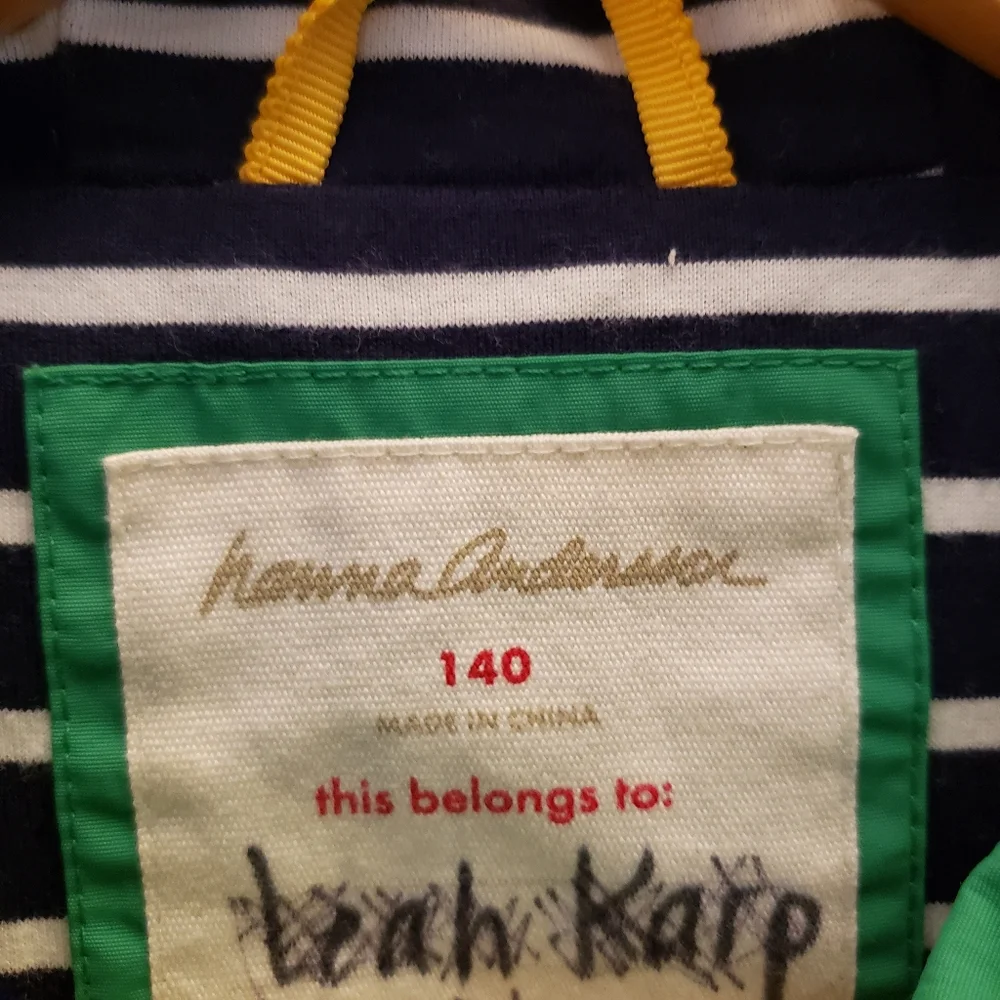 hanna Andersson
140
MADE IN CHINA
this belongs to:
Leah Karp